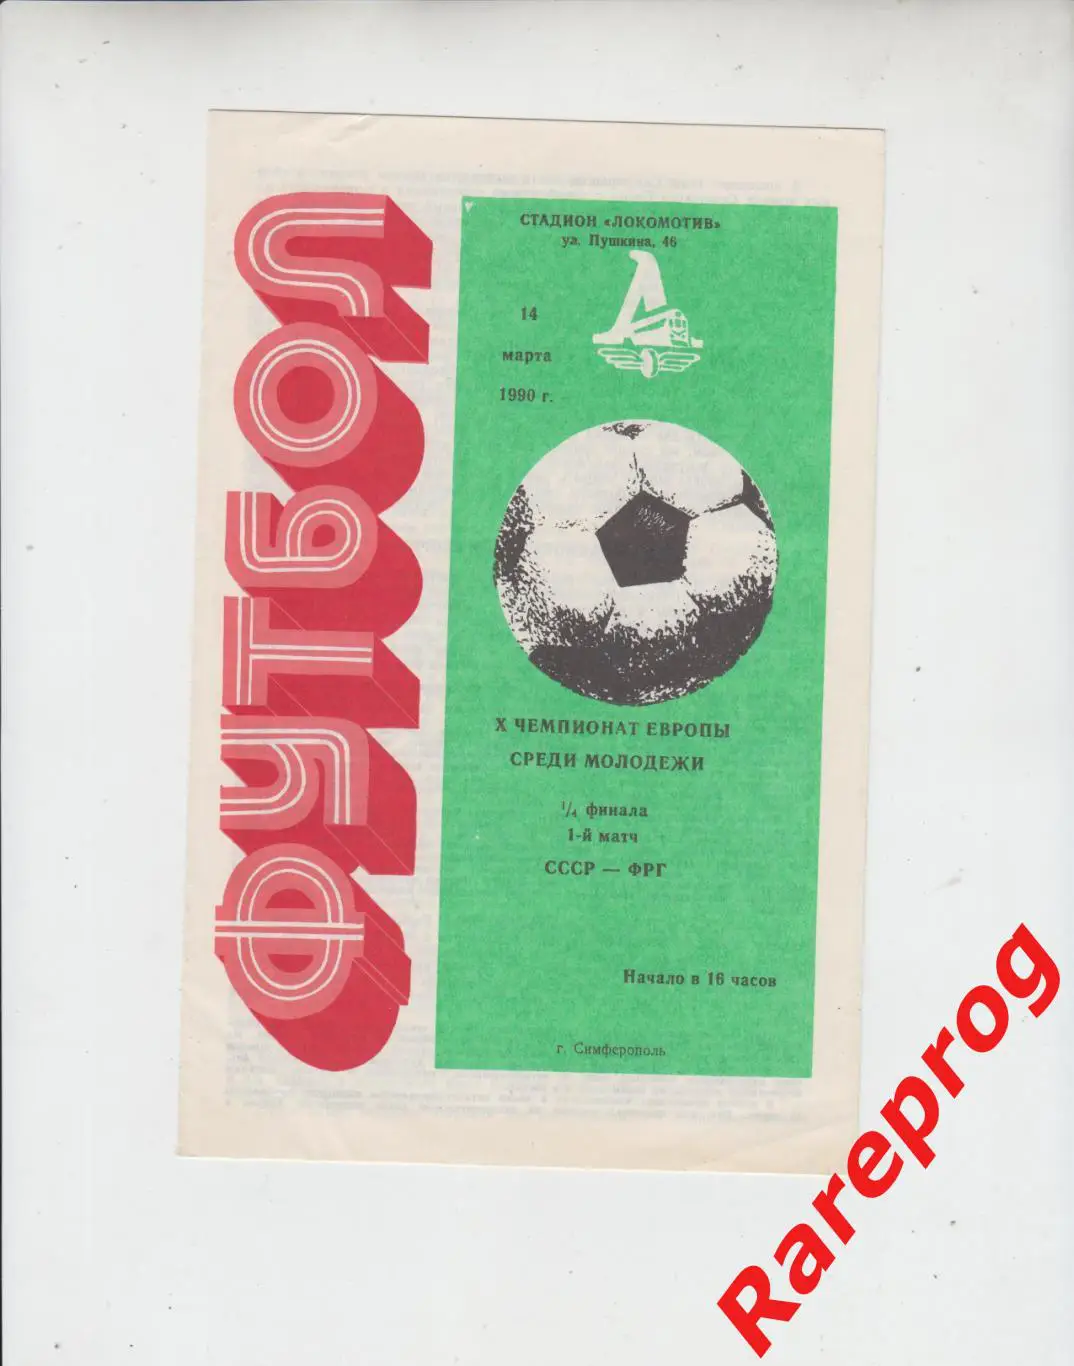 ФУТБОЛ
СТАДИОН «ЛОКОМОТИВ»
ул. Пушкина, 46
14
марта
1990 г.
X ЧЕМПИОНАТ ЕВРОПЫ
СРЕДИ МОЛОДЕЖИ
1/4 финала
1-й матч
СССР — ФРГ
Начало в 16 часов
г. Симферополь
Rareprog